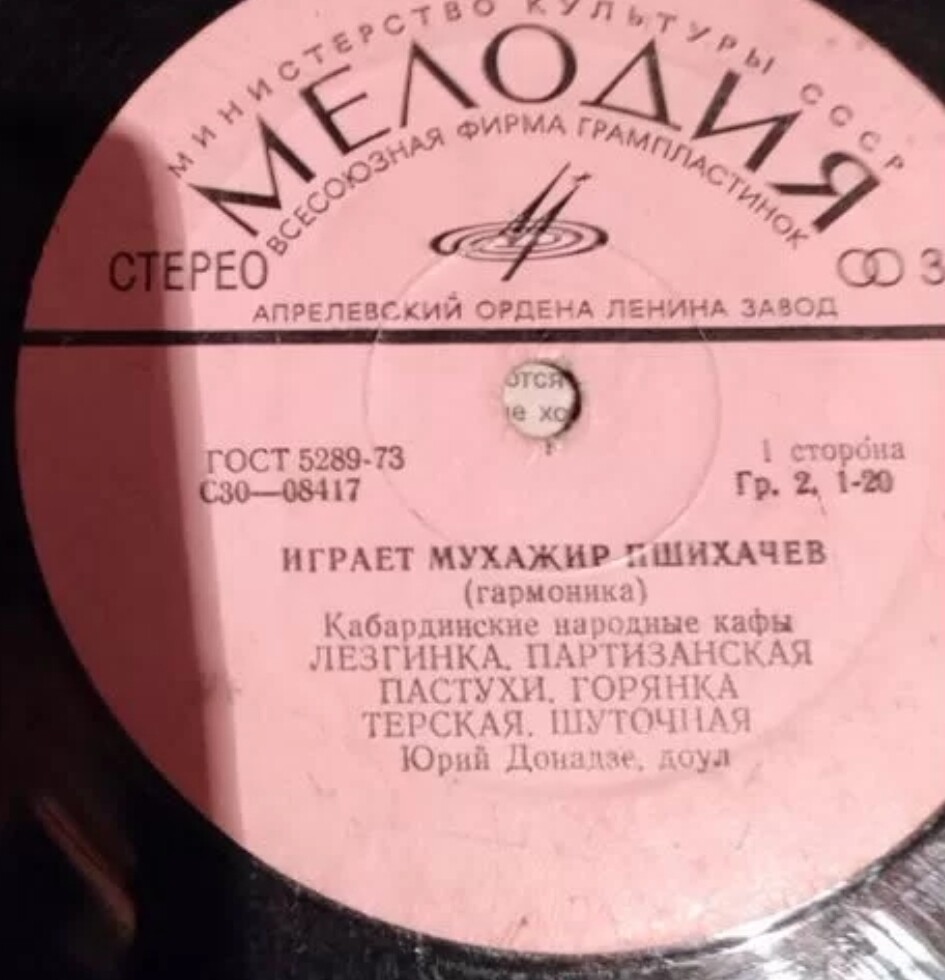 МИНИСТЕРСТВО КУЛЬТУРЫ СССР
МЕЛОДИЯ
ВСЕСОЮЗНАЯ ФИРМА ГРАМПЛАСТИНОК
СТЕРЕО 3
АПРЕЛЕВСКИЙ ОРДЕНА ЛЕНИНА ЗАВОД
ГОСТ 5289-73 1 сторона
С30—08417 Гр. 2, 1-20
ИГРАЕТ МУХАЖИР ПШИХАЧЕВ
(гармоника)
Кабардинские народные кафы
ЛЕЗГИНКА. ПАРТИЗАНСКАЯ
ПАСТУХИ. ГОРЯНКА
ТЕРСКАЯ. ШУТОЧНАЯ
Юрий Донадзе, доул